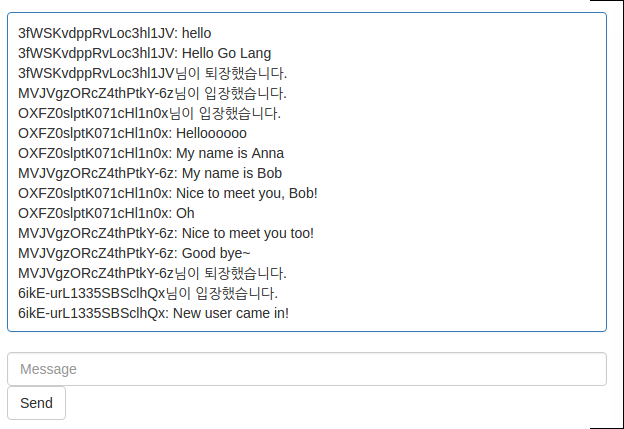 3fWSKvdppRvLoc3hl1JV: hello
3fWSKvdppRvLoc3hl1JV: Hello Go Lang
3fWSKvdppRvLoc3hl1JV님이 퇴장했습니다.
MVJVgzORcZ4thPtkY-6z님이 입장했습니다.
OXFZ0slptK071cHl1n0x님이 입장했습니다.
OXFZ0slptK071cHl1n0x: Helloooooo
OXFZ0slptK071cHl1n0x: My name is Anna
MVJVgzORcZ4thPtkY-6z: My name is Bob
OXFZ0slptK071cHl1n0x: Nice to meet you, Bob!
OXFZ0slptK071cHl1n0x: Oh
MVJVgzORcZ4thPtkY-6z: Nice to meet you too!
MVJVgzORcZ4thPtkY-6z: Good bye~
MVJVgzORcZ4thPtkY-6z님이 퇴장했습니다.
6ikE-urL1335SBSclhQx님이 입장했습니다.
6ikE-urL1335SBSclhQx: New user came in!
Message
Send